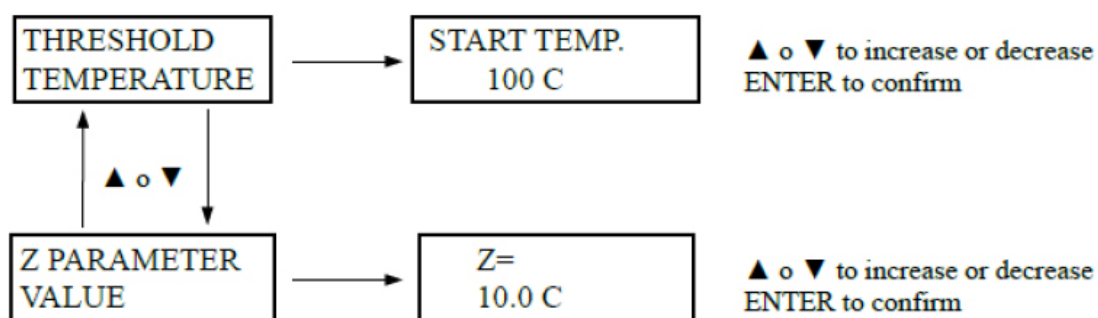 THRESHOLD
TEMPERATURE
START TEMP.
100 C
▲ o ▼ to increase or decrease
ENTER to confirm
▲ o ▼
Z PARAMETER
VALUE
Z=
10.0 C
▲ o ▼ to increase or decrease
ENTER to confirm